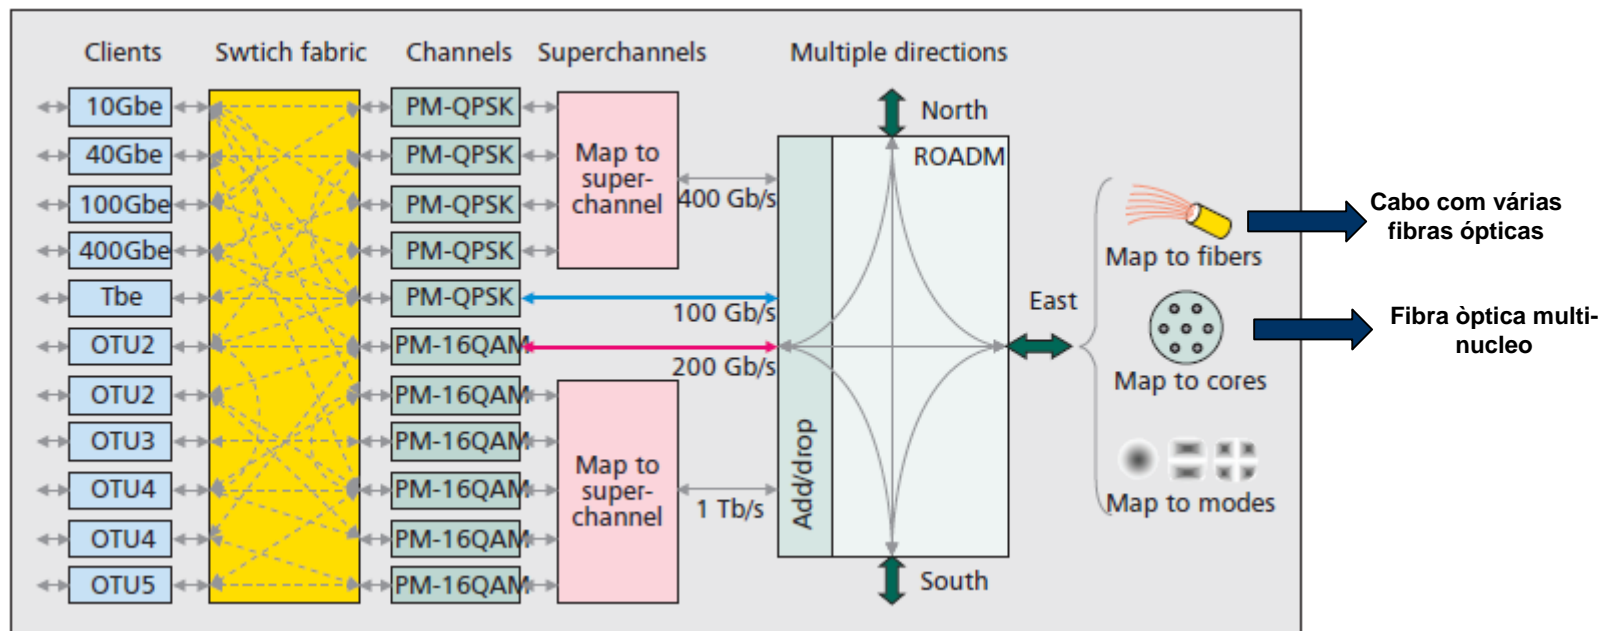 Clients
Swtich fabric
Channels
Superchannels
Multiple directions
10Gbe
40Gbe
100Gbe
400Gbe
Tbe
OTU2
OTU2
OTU3
OTU4
OTU4
OTU5
PM-QPSK
PM-QPSK
PM-QPSK
PM-QPSK
PM-QPSK
PM-16QAM
PM-16QAM
PM-16QAM
PM-16QAM
PM-16QAM
PM-16QAM
Map to
super-
channel
400 Gb/s
100 Gb/s
200 Gb/s
Map to
super-
channel
1 Tb/s
Add/drop
ROADM
North
East
South
Map to fibers
Map to cores
Map to modes
Cabo com várias
fibras ópticas
Fibra òptica multi-
nucleo